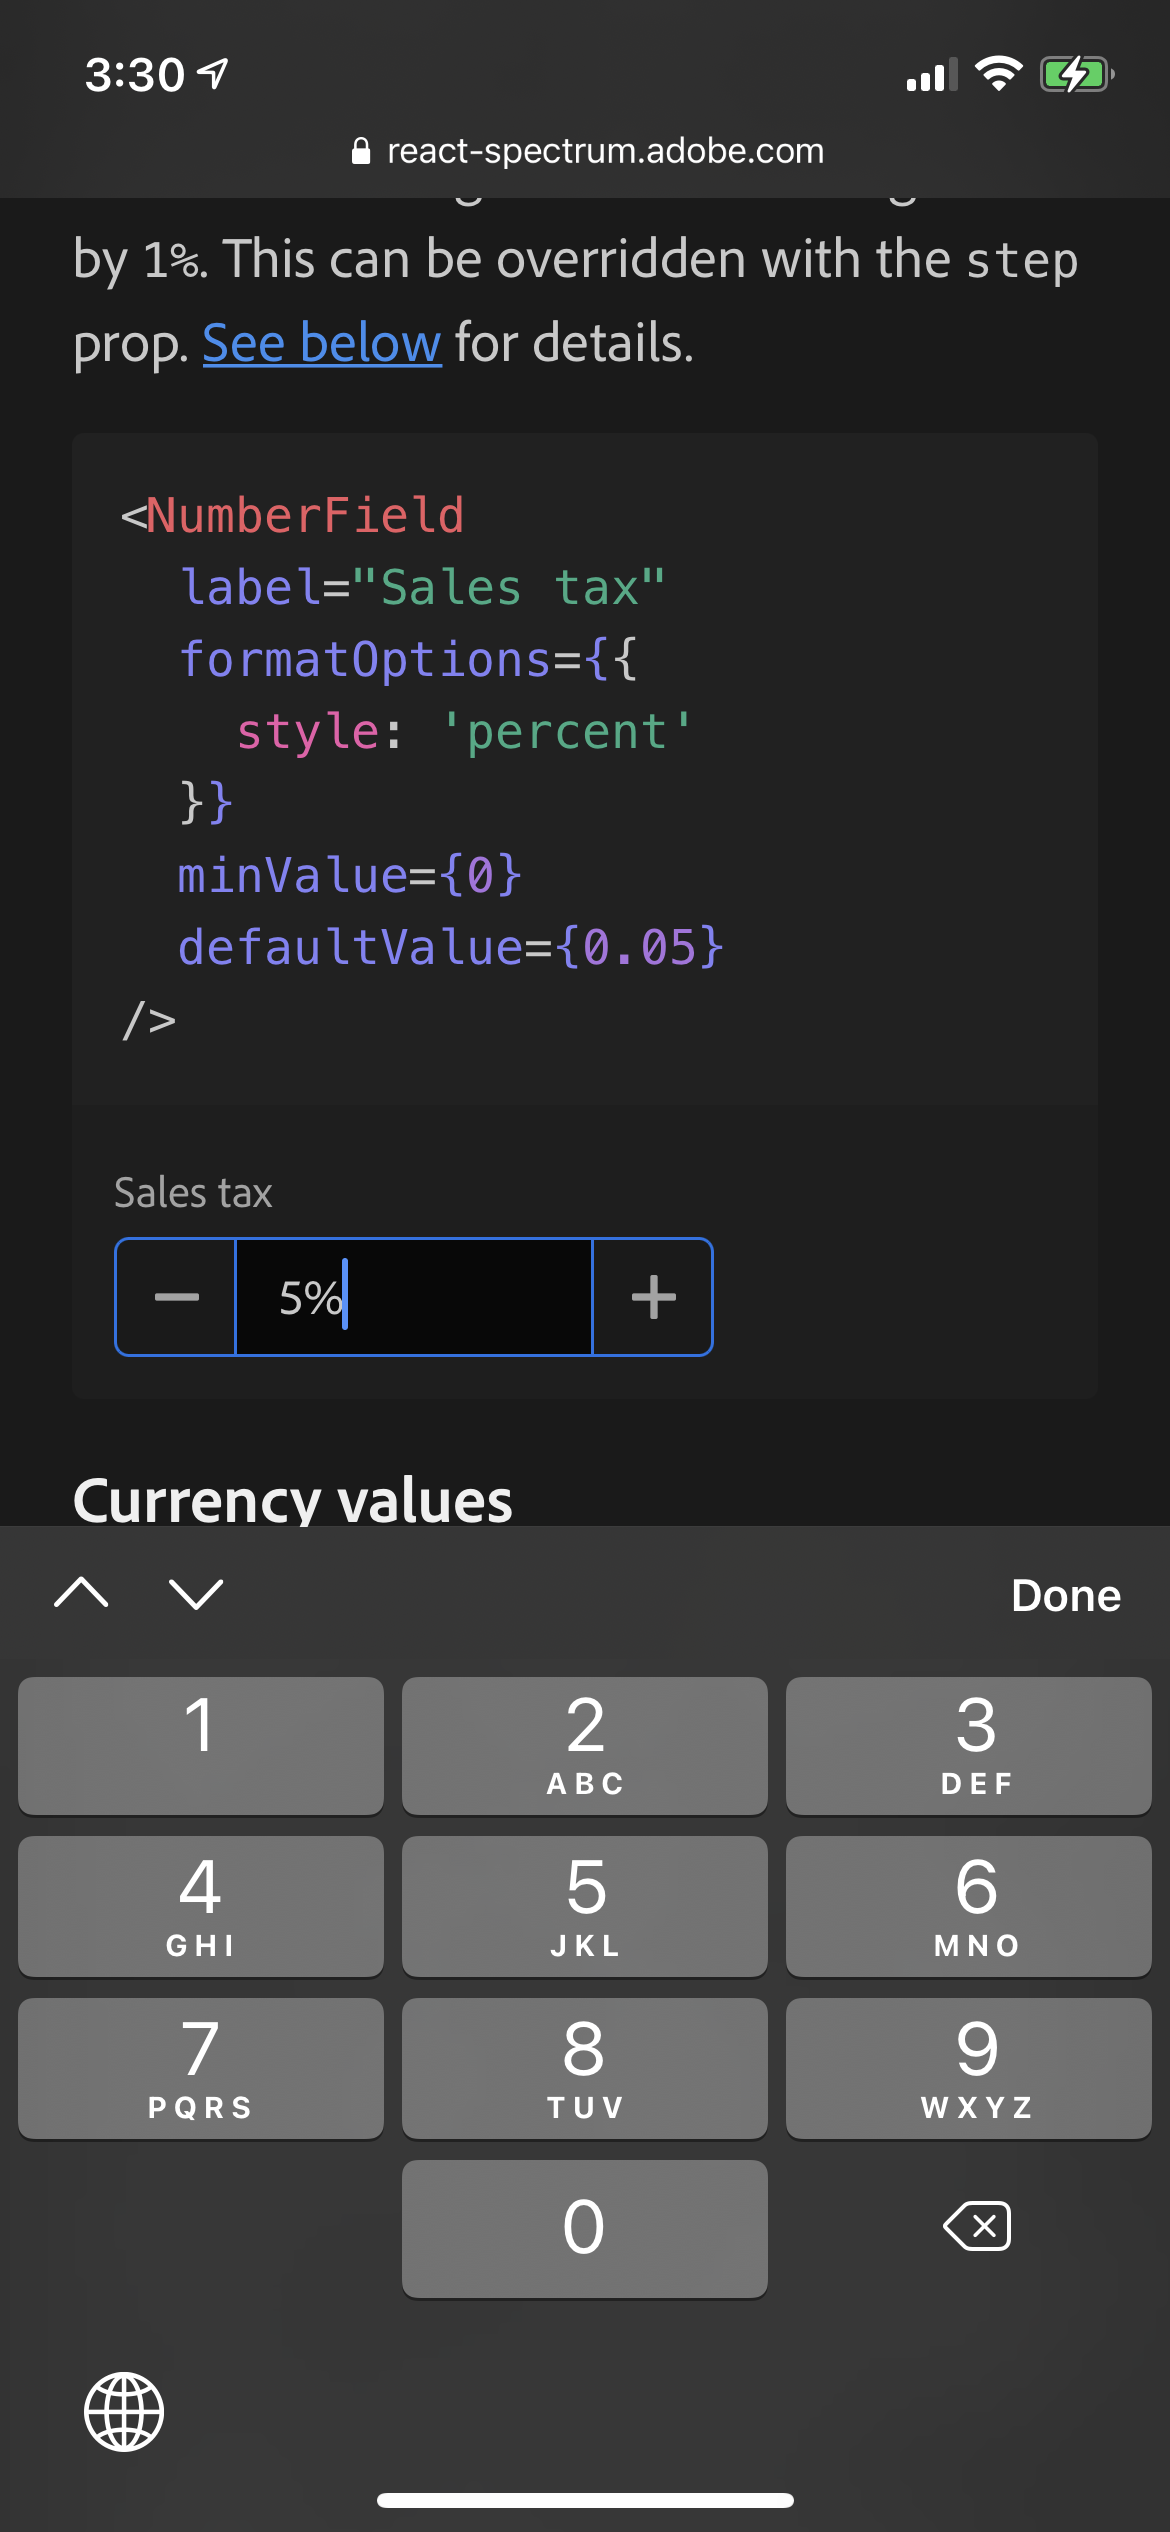 3:30
react-spectrum.adobe.com
by 1%. This can be overridden with the step
prop. See below for details.
<NumberField
label="Sales tax"
formatOptions={{
style: 'percent'
}}
minValue={0}
defaultValue={0.05}
/>
Sales tax
5%
Currency values
Done
1
2
3
ABC
DEF
4
5
6
GHI
JKL
MNO
7
8
9
PQRS
TUV
WXYZ
0